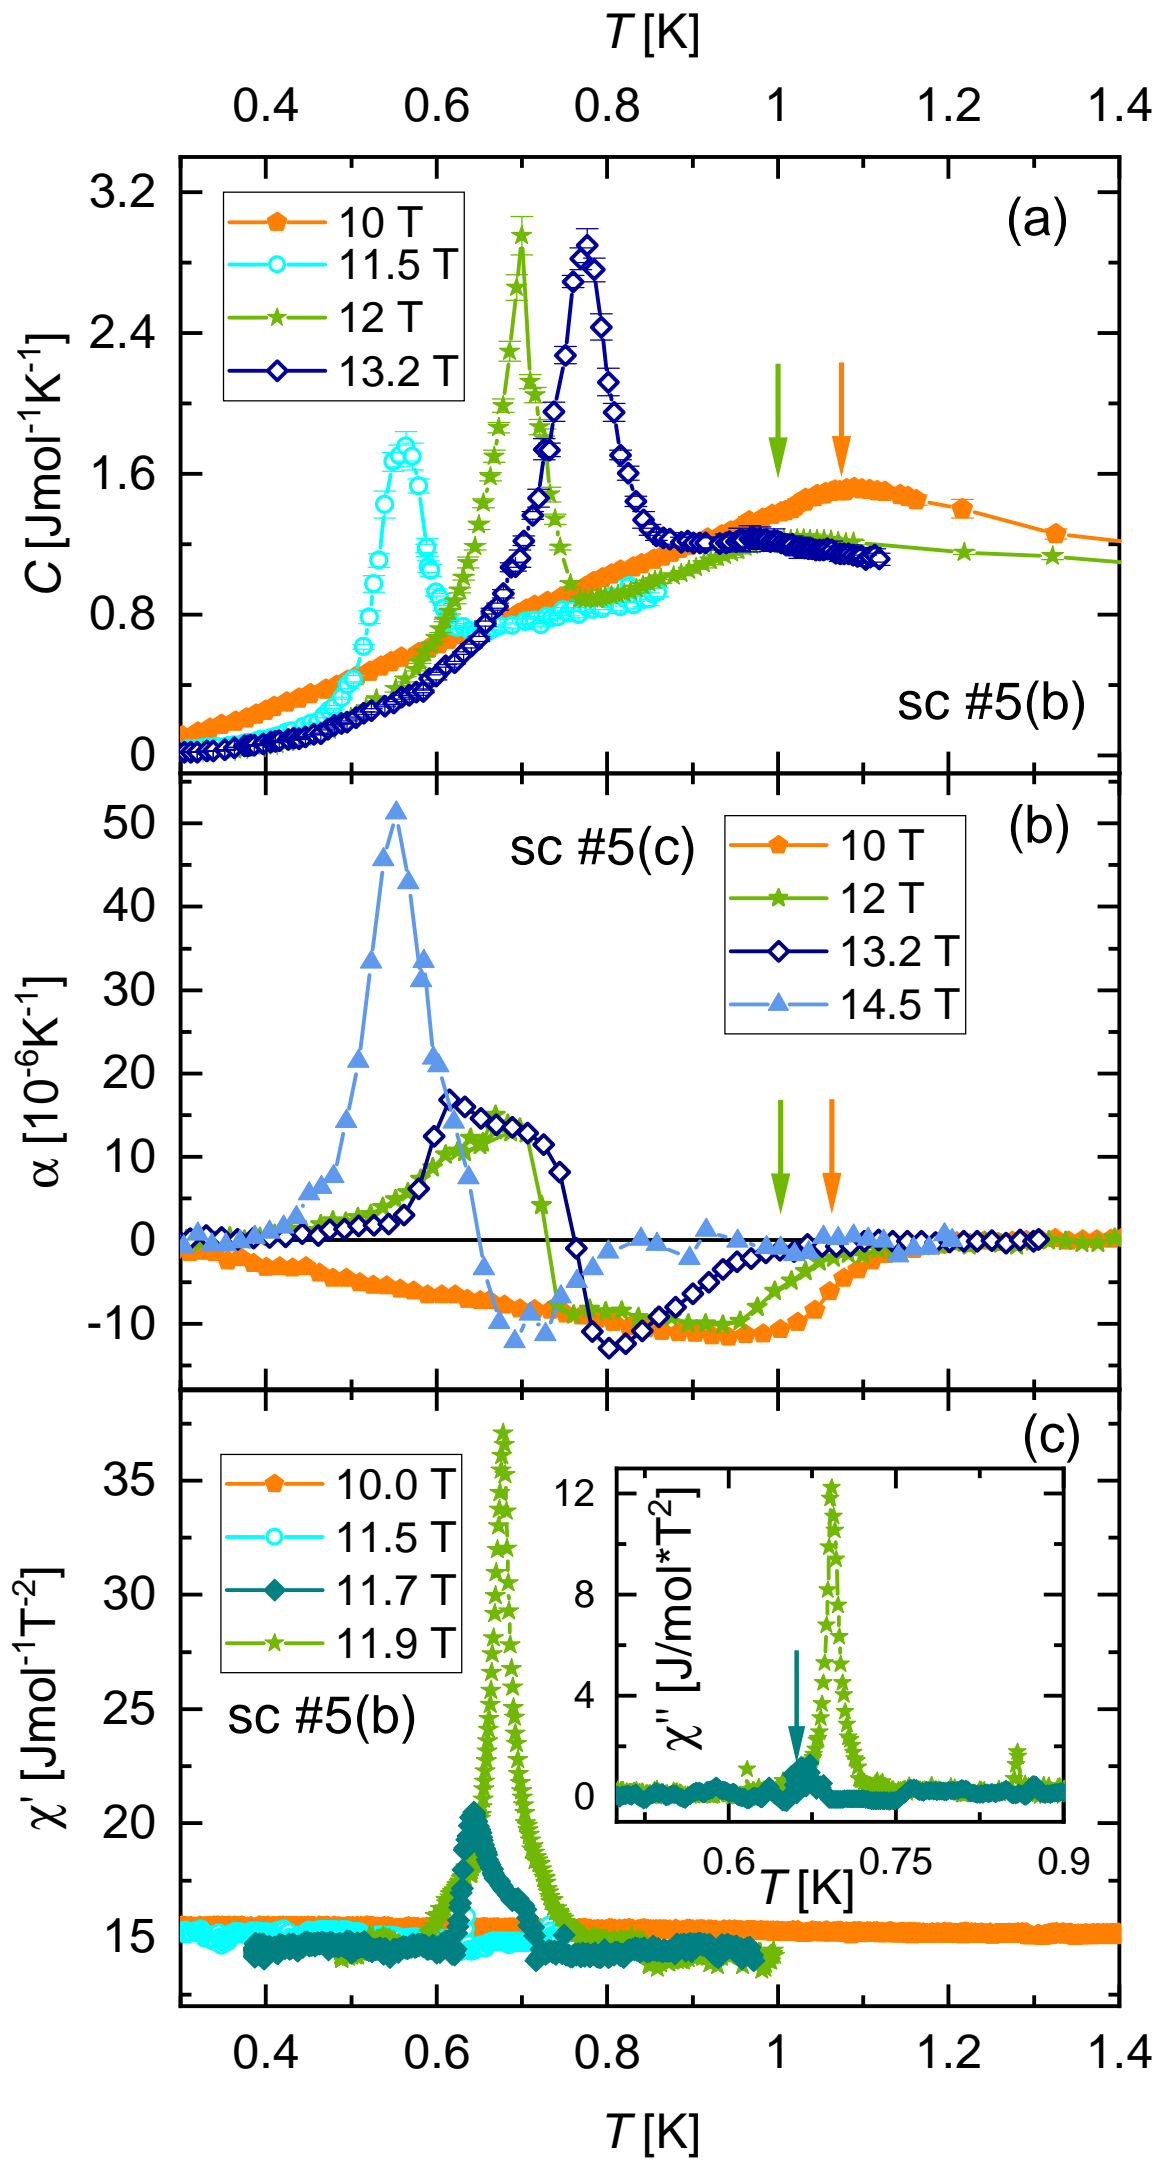 T [K]
0.4 0.6 0.8 1 1.2 1.4
(a)
3.2
2.4
1.6
0.8
0
C [Jmol⁻¹K⁻¹]
10 T
11.5 T
12 T
13.2 T
sc #5(b)
(b)
sc #5(c)
50
40
30
20
10
0
-10
α [10⁻⁶K⁻¹]
10 T
12 T
13.2 T
14.5 T
(c)
35
30
25
20
15
χ' [Jmol⁻¹T⁻²]
10.0 T
11.5 T
11.7 T
11.9 T
sc #5(b)
12
8
4
0
χ'' [J/mol*T²]
0.6 0.75 0.9
T [K]
0.4 0.6 0.8 1 1.2 1.4
T [K]